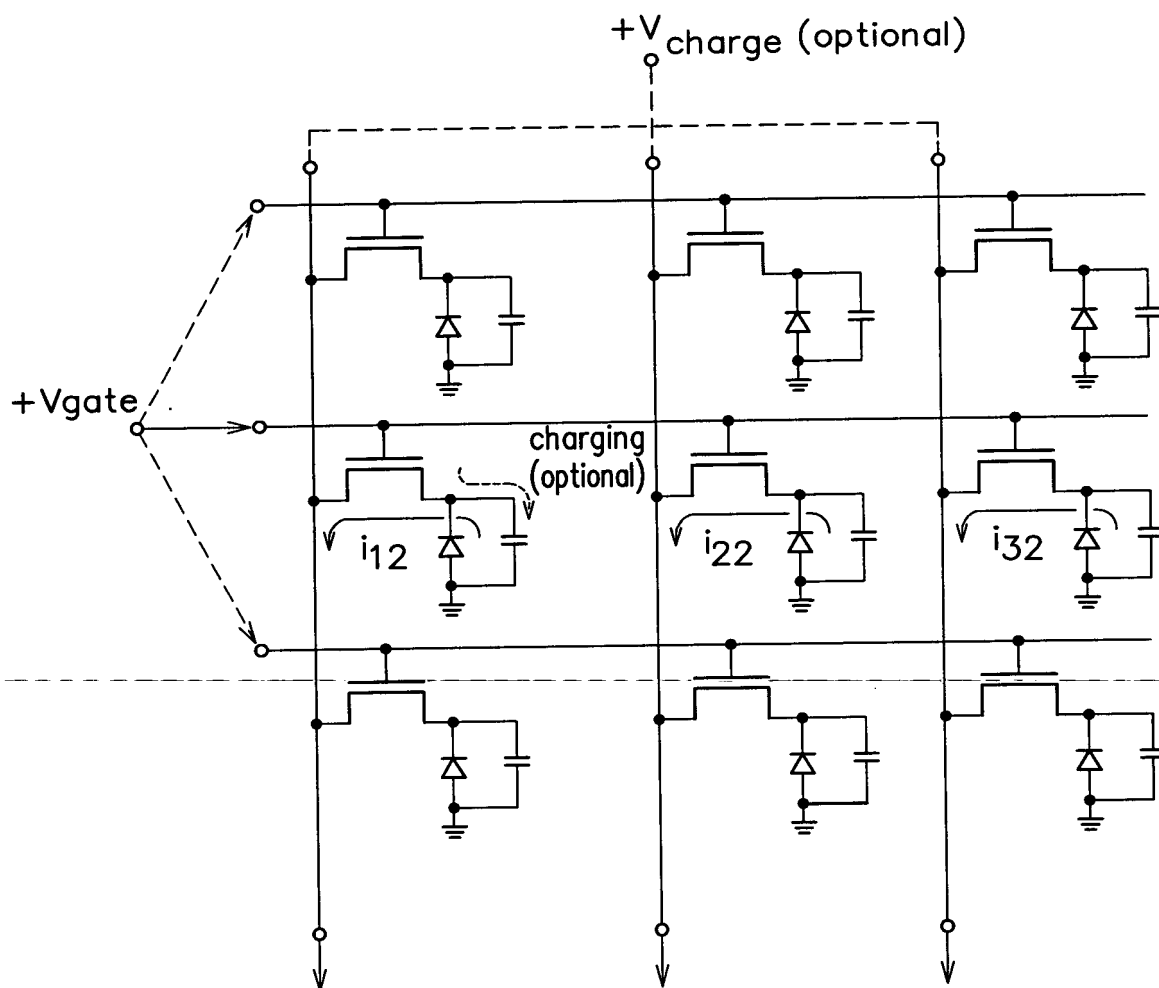 +V charge (optional)
+Vgate
charging
(optional)
i12
i22
i32